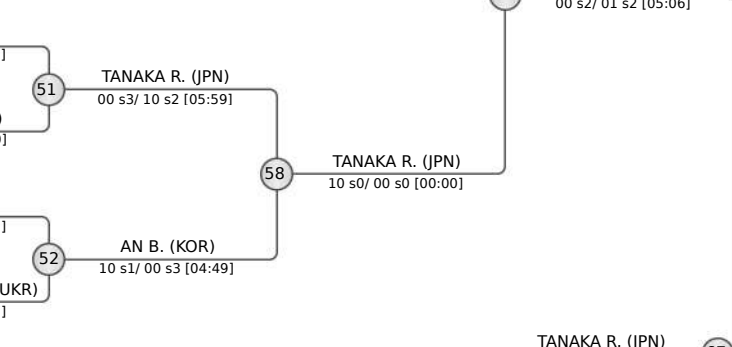 00 s2/ 01 s2 [05:06]
]
TANAKA R. (JPN)
51
00 s3/ 10 s2 [05:59]
)
]
TANAKA R. (JPN)
58
10 s0/ 00 s0 [00:00]
]
AN B. (KOR)
52
10 s1/ 00 s3 [04:49]
UKR)
]
TANAKA R. (JPN)